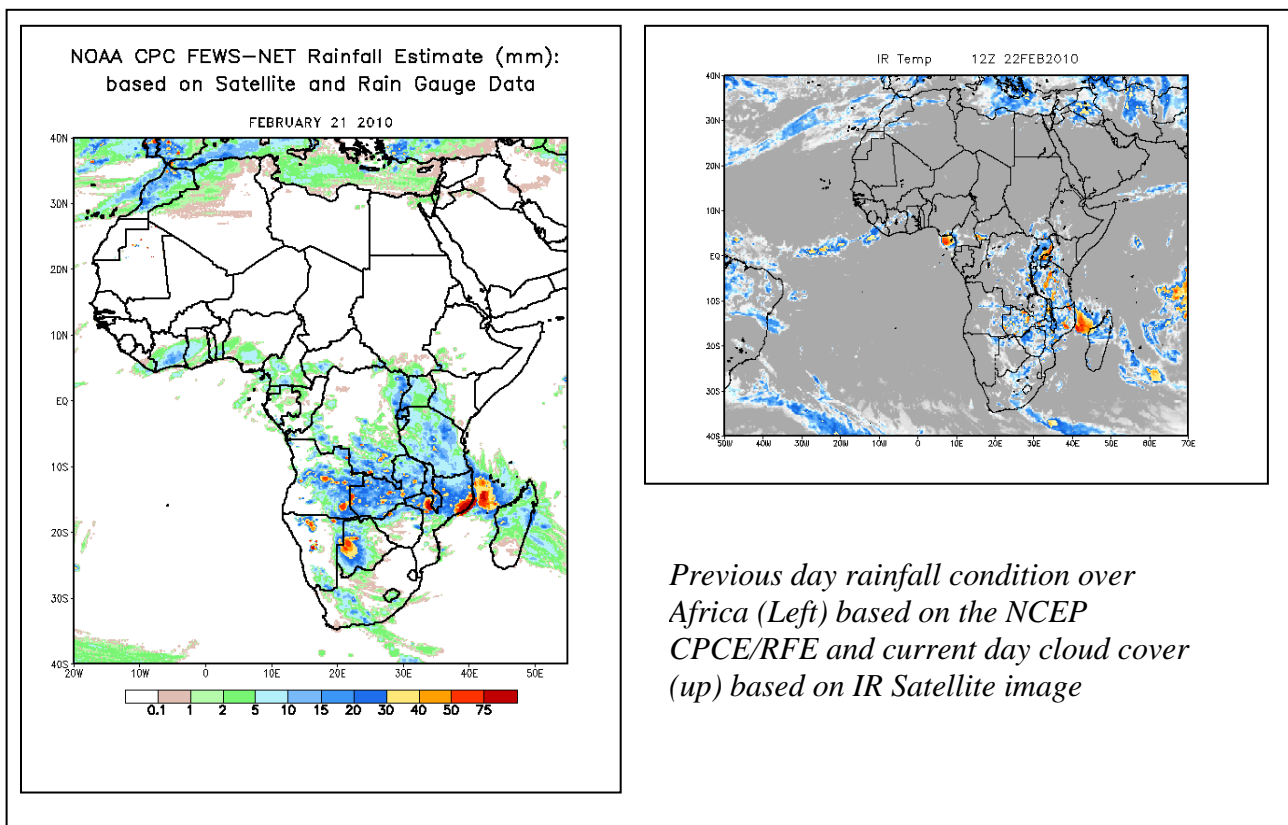 NOAA CPC FEWS-NET Rainfall Estimate (mm):
based on Satellite and Rain Gauge Data
FEBRUARY 21 2010
40N
30N
20N
10N
EQ
10S
20S
30S
40S
20W 10W 0 10E 20E 30E 40E 50E
0.1 1 2 5 10 15 20 30 40 50 75
IR Temp 12Z 22FEB2010
40N
30N
20N
10N
EQ
10S
20S
30S
40S
50W 40W 30W 20W 10W 0 10E 20E 30E 40E 50E 60E 70E
Previous day rainfall condition over
Africa (Left) based on the NCEP
CPCE/RFE and current day cloud cover
(up) based on IR Satellite image